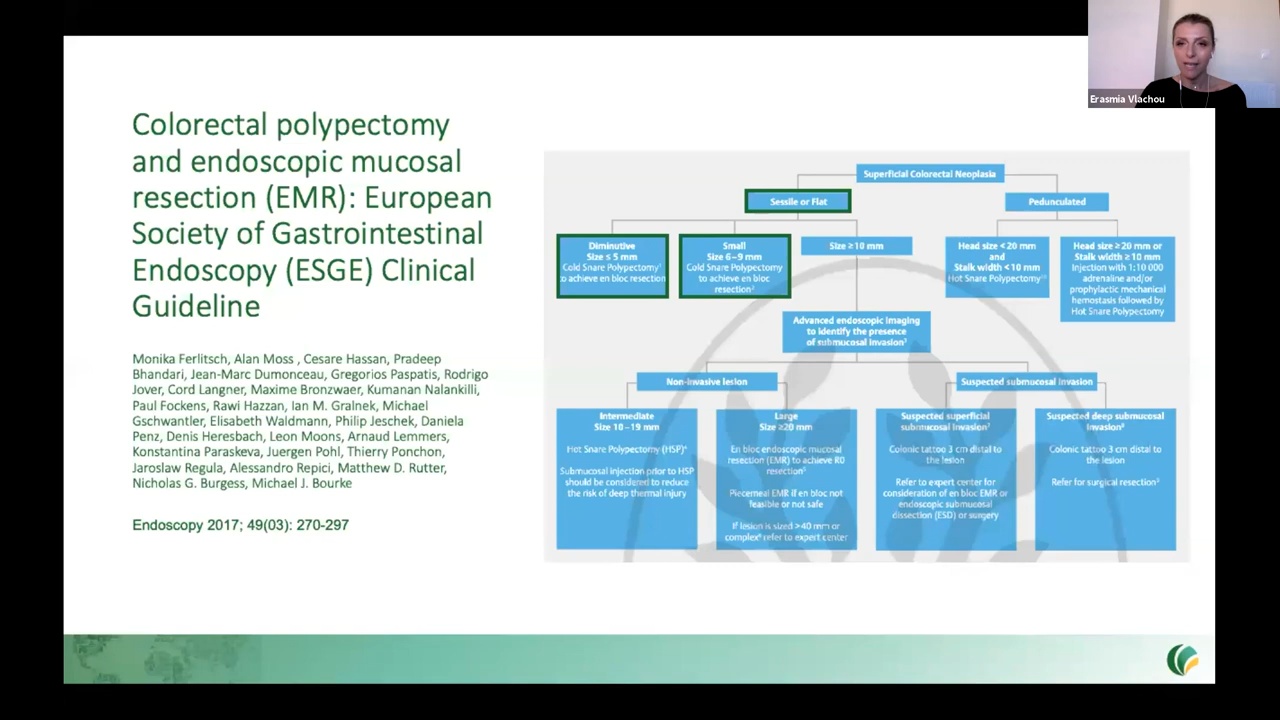 Erasmia Vlachou
Colorectal polypectomy
and endoscopic mucosal
resection (EMR): European
Society of Gastrointestinal
Endoscopy (ESGE) Clinical
Guideline
Monika Ferlitsch, Alan Moss , Cesare Hassan, Pradeep
Bhandari, Jean-Marc Dumonceau, Gregorios Paspatis, Rodrigo
Jover, Cord Langner, Maxime Bronzwaer, Kumanan Nalankilli,
Paul Fockens, Rawi Hazzan, Ian M. Gralnek, Michael
Gschwantler, Elisabeth Waldmann, Philip Jeschek, Daniela
Penz, Denis Heresbach, Leon Moons, Arnaud Lemmers,
Konstantina Paraskeva, Juergen Pohl, Thierry Ponchon,
Jaroslaw Regula, Alessandro Repici, Matthew D. Rutter,
Nicholas G. Burgess, Michael J. Bourke
Endoscopy 2017; 49(03): 270-297
Superficial Colorectal Neoplasia
Sessile or Flat
Pedunculated
Diminutive
Size ≤ 5 mm
Cold Snare Polypectomy¹
to achieve en bloc resection
Small
Size 6–9 mm
Cold Snare Polypectomy
to achieve en bloc
resection²
Size ≥10 mm
Head size <20 mm
and
Stalk width <10 mm
Hot Snare Polypectomy
Head size ≥20 mm or
Stalk width ≥10 mm
Injection with 1:10 000
adrenaline and/or
prophylactic mechanical
hemostasis followed by
Hot Snare Polypectomy
Advanced endoscopic imaging
to identify the presence
of submucosal invasion³
Non-invasive lesion
Suspected submucosal invasion
Intermediate
Size 10–19 mm
Hot Snare Polypectomy (HSP)⁴
Submucosal injection prior to HSP
should be considered to reduce
the risk of deep thermal injury
Large
Size ≥20 mm
En bloc endoscopic mucosal
resection (EMR) to achieve R0
resection⁵
Piecemeal EMR if en bloc not
feasible or not safe
If lesion is sized >40 mm or
complex⁶ refer to expert center
Suspected superficial
submucosal invasion⁷
Colonic tattoo 3 cm distal to
the lesion
Refer to expert center for
consideration of en bloc EMR or
endoscopic submucosal
dissection (ESD) or surgery
Suspected deep submucosal
invasion⁸
Colonic tattoo 3 cm distal to
the lesion
Refer for surgical resection⁹